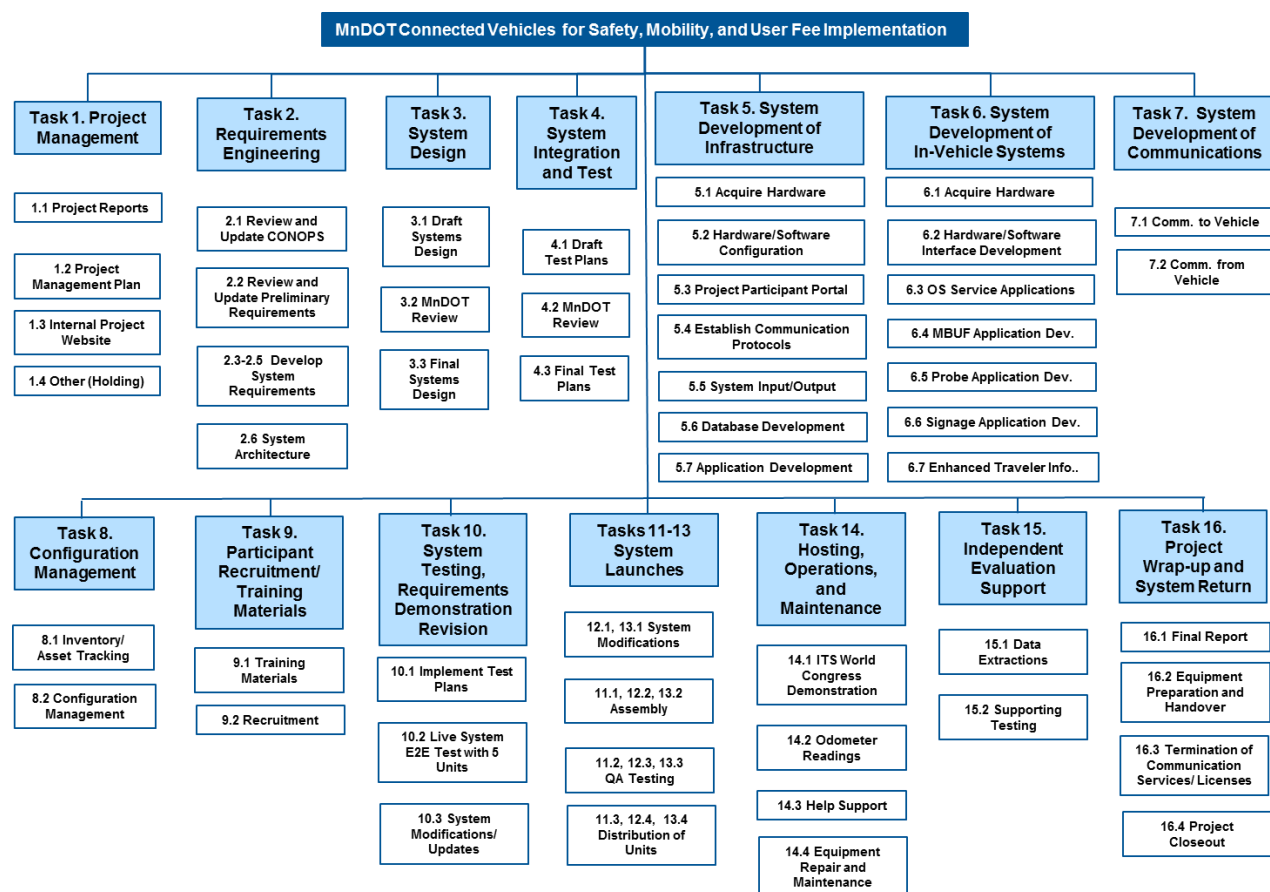 MnDOT Connected Vehicles for Safety, Mobility, and User Fee Implementation
Task 1. Project
Management
1.1 Project Reports
1.2 Project
Management Plan
1.3 Internal Project
Website
1.4 Other (Holding)
Task 2.
Requirements
Engineering
2.1 Review and
Update CONOPS
2.2 Review and
Update Preliminary
Requirements
2.3-2.5 Develop
System
Requirements
2.6 System
Architecture
Task 3.
System
Design
3.1 Draft
Systems
Design
3.2 MnDOT
Review
3.3 Final
Systems
Design
Task 4.
System
Integration
and Test
4.1 Draft
Test Plans
4.2 MnDOT
Review
4.3 Final Test
Plans
Task 5. System
Development of
Infrastructure
5.1 Acquire Hardware
5.2 Hardware/Software
Configuration
5.3 Project Participant Portal
5.4 Establish Communication
Protocols
5.5 System Input/Output
5.6 Database Development
5.7 Application Development
Task 6. System
Development of
In-Vehicle Systems
6.1 Acquire Hardware
6.2 Hardware/Software
Interface Development
6.3 OS Service Applications
6.4 MBUF Application Dev.
6.5 Probe Application Dev.
6.6 Signage Application Dev.
6.7 Enhanced Traveler Info..
Task 7. System
Development of
Communications
7.1 Comm. to Vehicle
7.2 Comm. from
Vehicle
Task 8.
Configuration
Management
8.1 Inventory/
Asset Tracking
8.2 Configuration
Management
Task 9.
Participant
Recruitment/
Training
Materials
9.1 Training
Materials
9.2 Recruitment
Task 10.
System
Testing,
Requirements
Demonstration
Revision
10.1 Implement Test
Plans
10.2 Live System
E2E Test with 5
Units
10.3 System
Modifications/
Updates
Tasks 11-13
System
Launches
12.1, 13.1 System
Modifications
11.1, 12.2, 13.2
Assembly
11.2, 12.3, 13.3
QA Testing
11.3, 12.4, 13.4
Distribution of
Units
Task 14.
Hosting,
Operations,
and
Maintenance
14.1 ITS World
Congress
Demonstration
14.2 Odometer
Readings
14.3 Help Support
14.4 Equipment
Repair and
Maintenance
Task 15.
Independent
Evaluation
Support
15.1 Data
Extractions
15.2 Supporting
Testing
Task 16.
Project
Wrap-up and
System Return
16.1 Final Report
16.2 Equipment
Preparation and
Handover
16.3 Termination of
Communication
Services/ Licenses
16.4 Project
Closeout